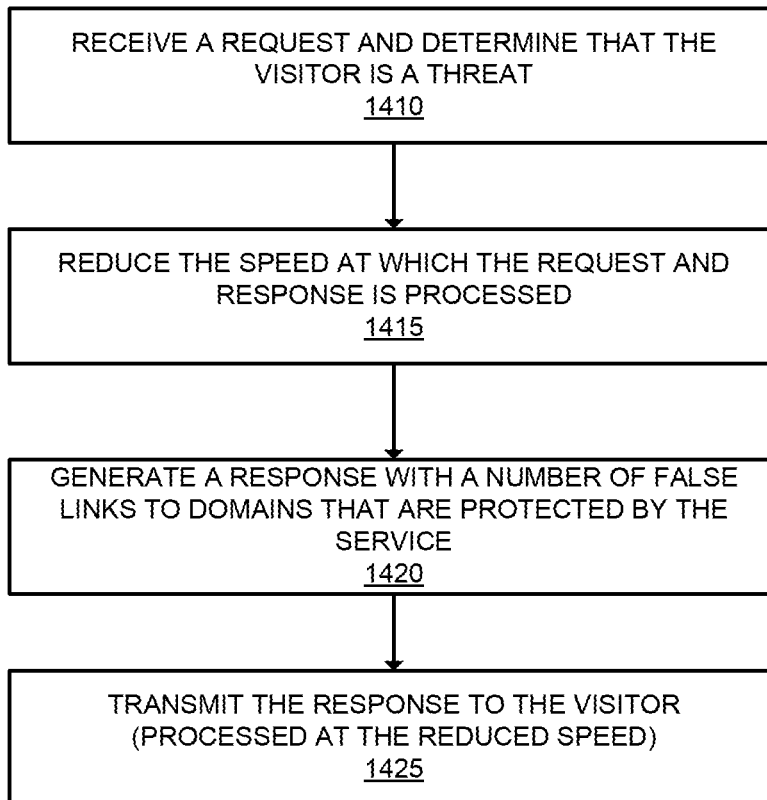 RECEIVE A REQUEST AND DETERMINE THAT THE
VISITOR IS A THREAT
1410
REDUCE THE SPEED AT WHICH THE REQUEST AND
RESPONSE IS PROCESSED
1415
GENERATE A RESPONSE WITH A NUMBER OF FALSE
LINKS TO DOMAINS THAT ARE PROTECTED BY THE
SERVICE
1420
TRANSMIT THE RESPONSE TO THE VISITOR
(PROCESSED AT THE REDUCED SPEED)
1425